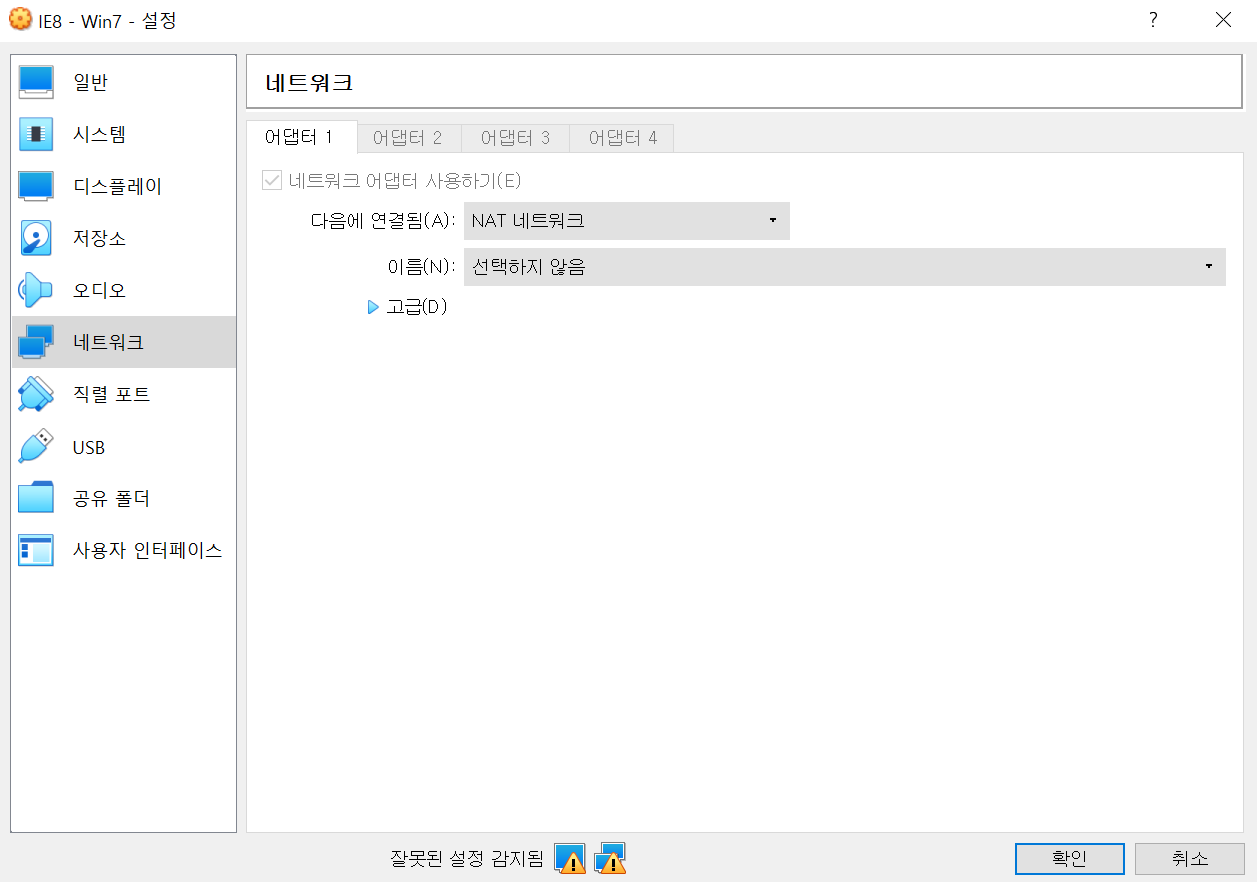 IE8 - Win7 - 설정
?
일반
시스템
디스플레이
저장소
오디오
네트워크
직렬 포트
USB
공유 폴더
사용자 인터페이스
네트워크
어댑터 1 어댑터 2 어댑터 3 어댑터 4
네트워크 어댑터 사용하기(E)
다음에 연결됨(A): NAT 네트워크
이름(N): 선택하지 않음
고급(D)
잘못된 설정 감지됨
확인 취소